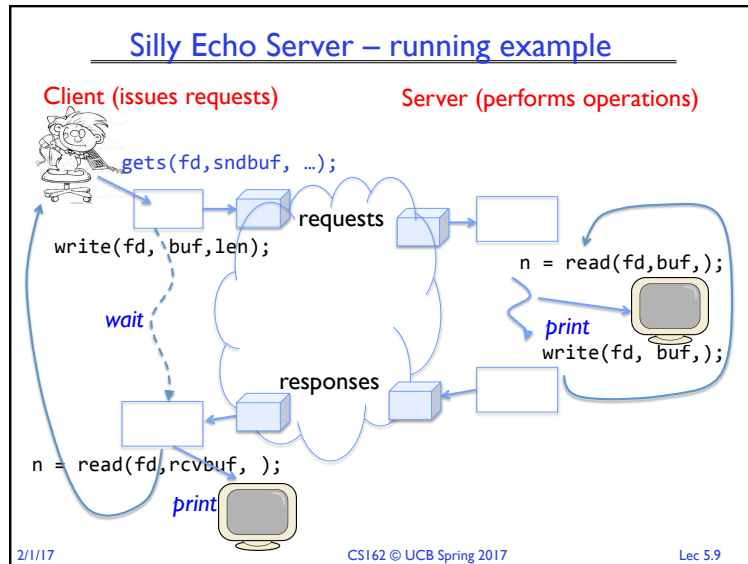 Silly Echo Server – running example
Client (issues requests)
Server (performs operations)
gets(fd,sndbuf, …);
requests
write(fd, buf,len);
n = read(fd,buf,);
wait
print
write(fd, buf,);
responses
n = read(fd,rcvbuf, );
print
2/1/17
CS162 © UCB Spring 2017
Lec 5.9